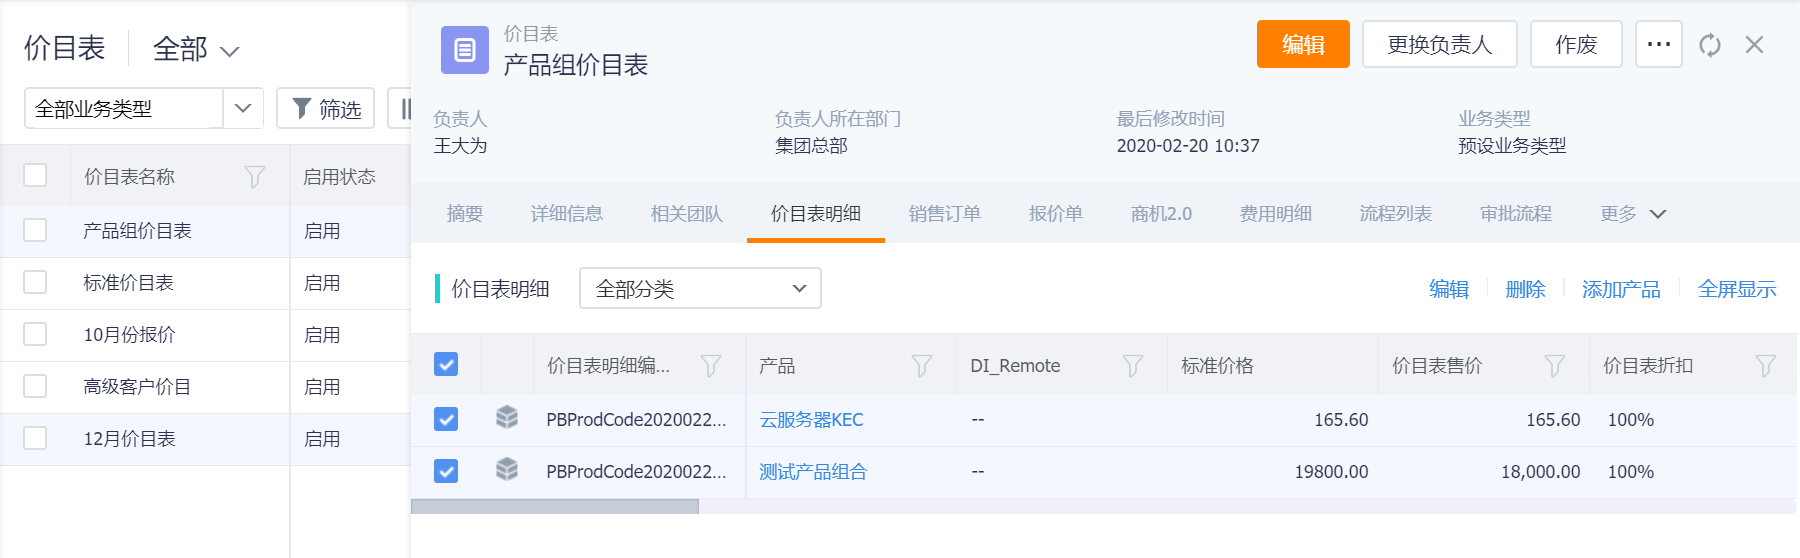 价目表 全部
全部业务类型 筛选
价目表名称 启用状态
产品组价目表 启用
标准价目表 启用
10月份报价 启用
高级客户价目 启用
12月价目表 启用
价目表
产品组价目表
编辑 更换负责人 作废 ···
负责人 负责人所在部门 最后修改时间 业务类型
王大为 集团总部 2020-02-20 10:37 预设业务类型
摘要 详细信息 相关团队 价目表明细 销售订单 报价单 商机2.0 费用明细 流程列表 审批流程 更多
价目表明细 全部分类 编辑 删除 添加产品 全屏显示
价目表明细编... 产品 DI_Remote 标准价格 价目表售价 价目表折扣
PBProdCode2020022... 云服务器KEC -- 165.60 165.60 100%
PBProdCode2020022... 测试产品组合 -- 19800.00 18,000.00 100%